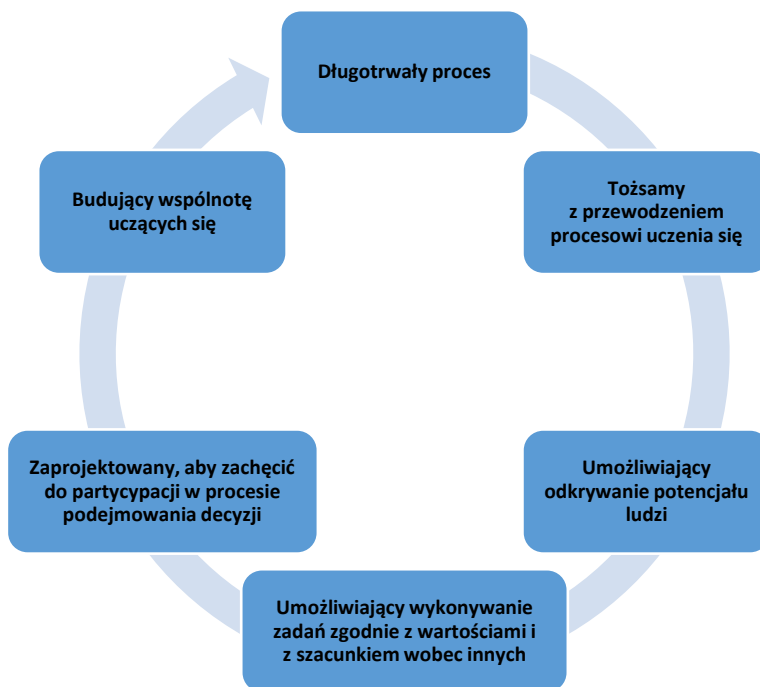 Długotrwały proces
Tożsamy
z przewodzeniem
procesowi uczenia się
Umożliwiający
odkrywanie potencjału
ludzi
Umożliwiający wykonywanie
zadań zgodnie z wartościami i
z szacunkiem wobec innych
Zaprojektowany, aby zachęcić
do partycypacji w procesie
podejmowania decyzji
Budujący wspólnotę
uczących się